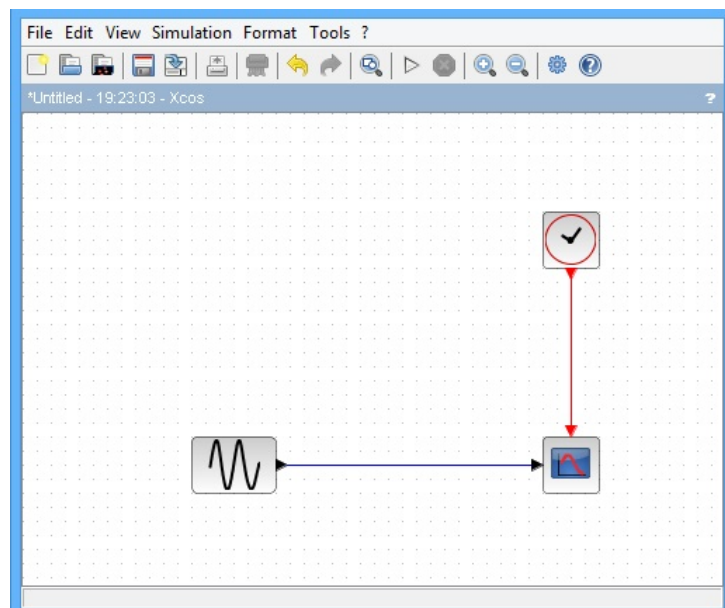 File Edit View Simulation Format Tools ?
*Untitled - 19:23:03 - Xcos ?